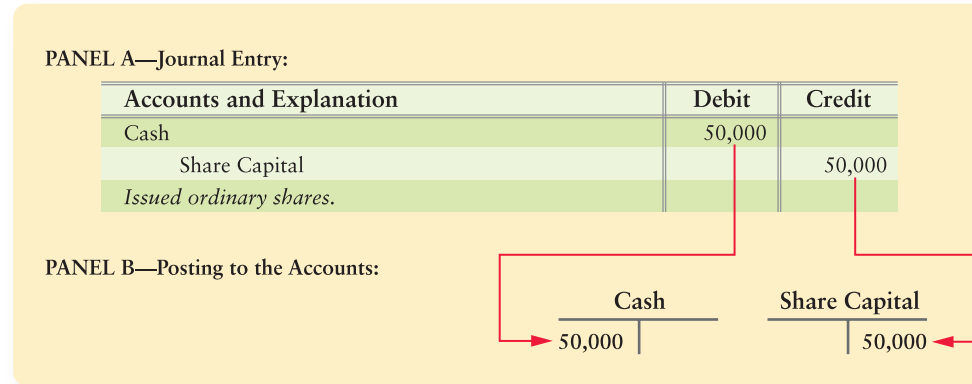 PANEL A—Journal Entry:
Accounts and Explanation Debit Credit
Cash 50,000
Share Capital 50,000
Issued ordinary shares.
PANEL B—Posting to the Accounts:
Cash Share Capital
50,000 50,000